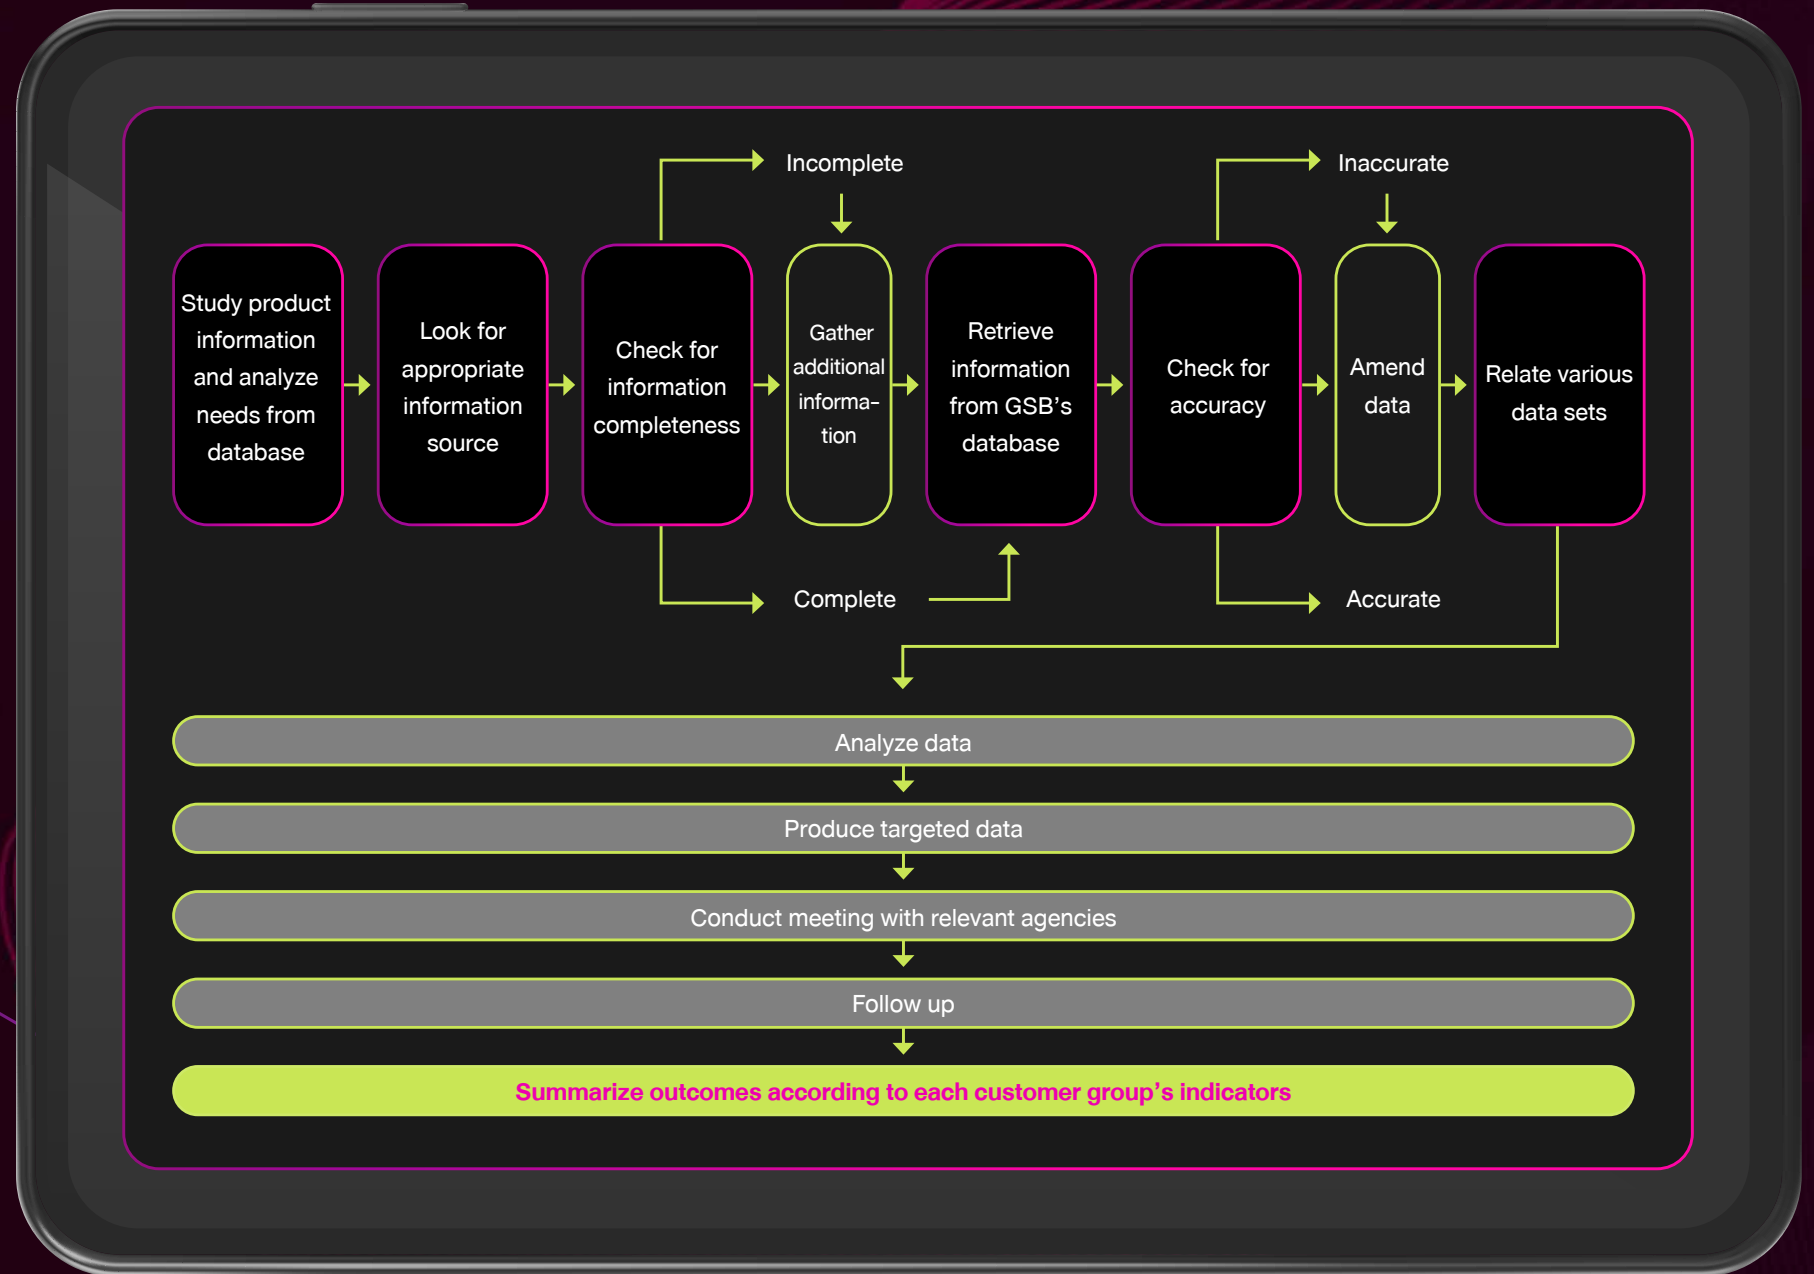 Incomplete
Inaccurate
Study product
information
and analyze
needs from
database
Look for
appropriate
information
source
Check for
information
completeness
Gather
additional
informa-
tion
Retrieve
information
from GSB’s
database
Check for
accuracy
Amend
data
Relate various
data sets
Complete
Accurate
Analyze data
Produce targeted data
Conduct meeting with relevant agencies
Follow up
Summarize outcomes according to each customer group’s indicators